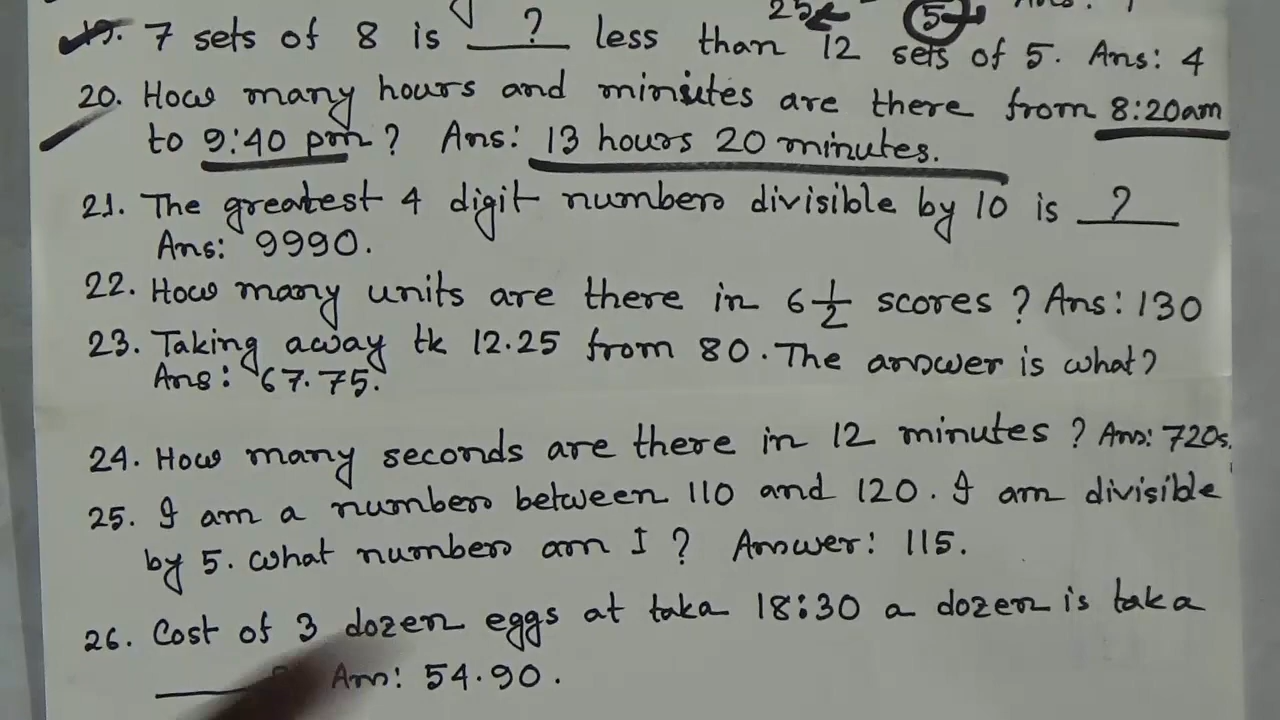 25
5
19. 7 sets of 8 is ? less than 12 sets of 5. Ans: 4
20. How many hours and minutes are there from 8:20am
to 9:40 pm? Ans: 13 hours 20 minutes.
21. The greatest 4 digit number divisible by 10 is ?
Ans: 9990.
22. How many units are there in 6 1/2 scores? Ans: 130
23. Taking away tk 12.25 from 80. The answer is what?
Ans: 67.75.
24. How many seconds are there in 12 minutes? Ans: 720s.
25. I am a number between 110 and 120. I am divisible
by 5. What number am I? Answer: 115.
26. Cost of 3 dozen eggs at taka 18:30 a dozen is taka
Ans: 54.90.